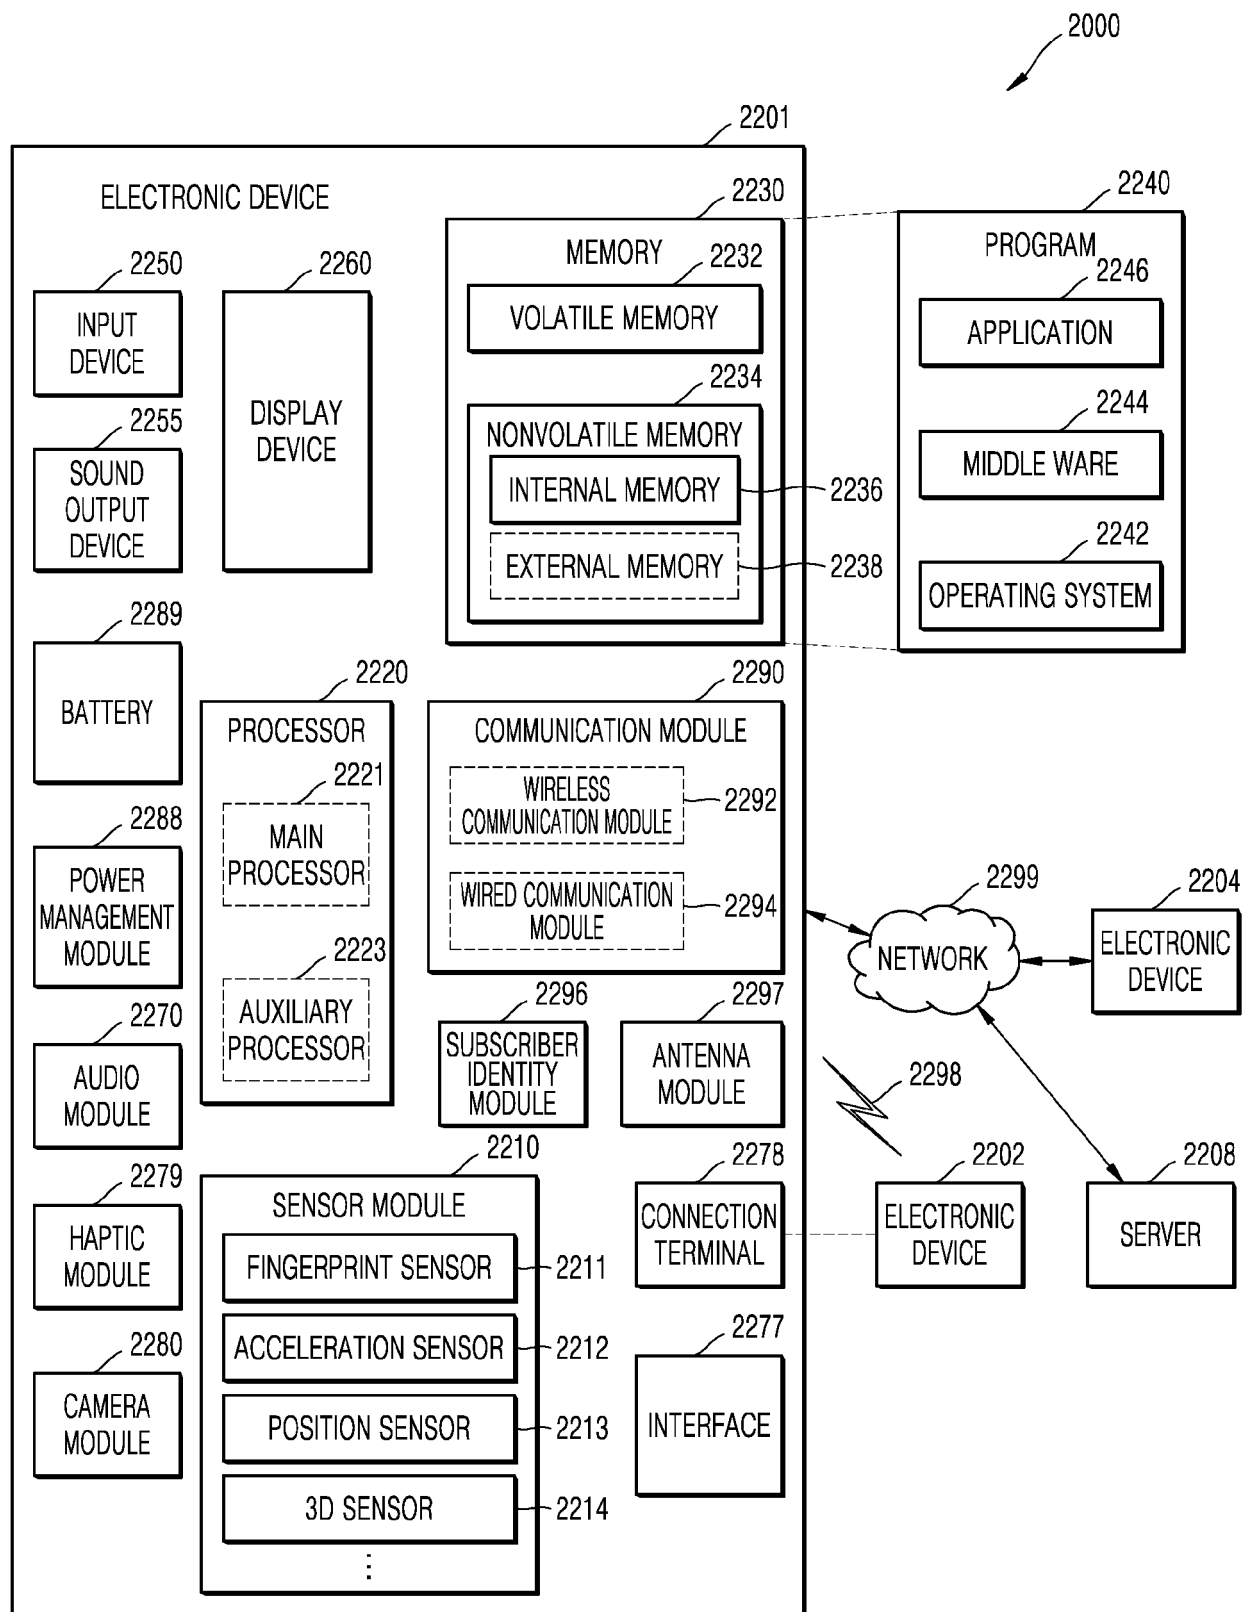 2000
2201
ELECTRONIC DEVICE
2230
MEMORY
2232
VOLATILE MEMORY
2234
NONVOLATILE MEMORY
INTERNAL MEMORY
2236
EXTERNAL MEMORY
2238
2240
PROGRAM
2246
APPLICATION
2244
MIDDLE WARE
2242
OPERATING SYSTEM
2250
INPUT
DEVICE
2260
DISPLAY
DEVICE
2255
SOUND
OUTPUT
DEVICE
2289
BATTERY
2220
PROCESSOR
2221
MAIN
PROCESSOR
2223
AUXILIARY
PROCESSOR
2290
COMMUNICATION MODULE
WIRELESS
COMMUNICATION MODULE
2292
WIRED COMMUNICATION
MODULE
2294
2288
POWER
MANAGEMENT
MODULE
2299
NETWORK
2204
ELECTRONIC
DEVICE
2270
AUDIO
MODULE
2296
SUBSCRIBER
IDENTITY
MODULE
2297
ANTENNA
MODULE
2298
2279
HAPTIC
MODULE
2210
SENSOR MODULE
FINGERPRINT SENSOR
2211
ACCELERATION SENSOR
2212
POSITION SENSOR
2213
3D SENSOR
2214
2278
CONNECTION
TERMINAL
2202
ELECTRONIC
DEVICE
2208
SERVER
2280
CAMERA
MODULE
2277
INTERFACE